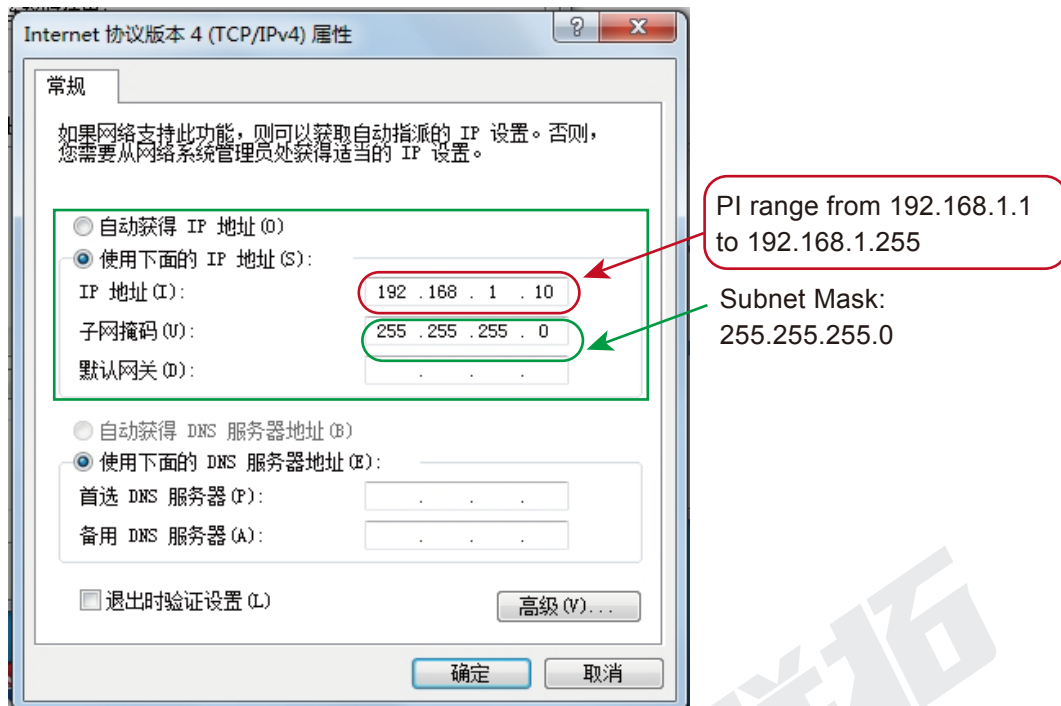 Internet 协议版本 4 (TCP/IPv4) 属性
常规
如果网络支持此功能，则可以获取自动指派的 IP 设置。否则，
您需要从网络系统管理员处获得适当的 IP 设置。
自动获得 IP 地址(O)
使用下面的 IP 地址(S):
IP 地址(I): 192 .168 . 1 . 10
子网掩码(U): 255 .255 .255 . 0
默认网关(D): . . .
PI range from 192.168.1.1
to 192.168.1.255
Subnet Mask:
255.255.255.0
自动获得 DNS 服务器地址(B)
使用下面的 DNS 服务器地址(E):
首选 DNS 服务器(P): . . .
备用 DNS 服务器(A): . . .
退出时验证设置(L)
高级(V)...
确定
取消